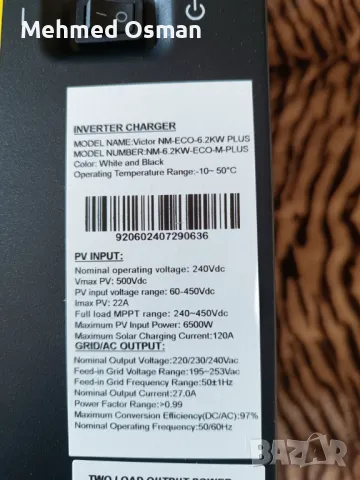 Mehmed Osman
INVERTER CHARGER
MODEL NAME:Victor NM-ECO-6.2KW PLUS
MODEL NUMBER:NM-6.2KW-ECO-M-PLUS
Color: White and Black
Operating Temperature Range:-10~ 50°C
920602407290636
PV INPUT:
Nominal operating voltage: 240Vdc
Vmax PV: 500Vdc
PV input voltage range: 60-450Vdc
Imax PV: 22A
Full load MPPT range: 240~450Vdc
Maximum PV Input Power: 6500W
Maximum Solar Charging Current:120A
GRID/AC OUTPUT:
Nominal Output Voltage:220/230/240Vac
Feed-in Grid Voltage Range:195~253Vac
Feed-in Grid Frequency Range:50±1Hz
Nominal Output Current:27.0A
Power Factor Range:>0.99
Maximum Conversion Efficiency(DC/AC):97%
Nominal Operating Frequency:50/60Hz
TWO LOAD OUTPUT POWER
BAZAR